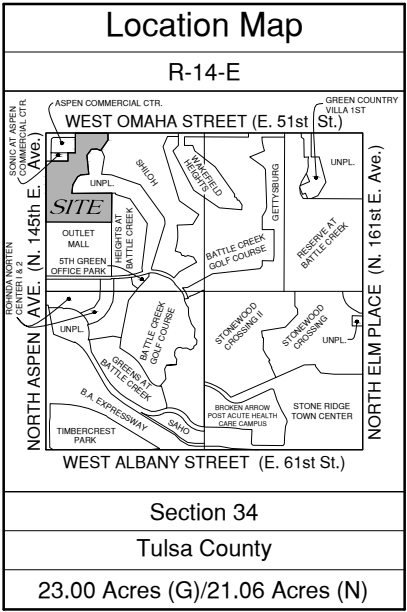 Location Map
R-14-E
SONIC AT ASPEN
COMMERCIAL CTR.
ASPEN COMMERCIAL CTR.
GREEN COUNTRY
VILLA 1ST
WEST OMAHA STREET (E. 51st St.)
NORTH ASPEN AVE. (N. 145th E. Ave.)
UNPL.
SHILOH
WAKEFIELD
HEIGHTS
GETTYSBURG
UNPL.
SITE
OUTLET
MALL
HEIGHTS AT
BATTLE CREEK
5TH GREEN
OFFICE PARK
BATTLE CREEK
GOLF COURSE
RESERVE AT
BATTLE CREEK
NORTH ELM PLACE (N. 161st E. Ave.)
ROHNDA NORTEN
CENTER I & 2
UNPL.
BATTLE CREEK
GOLF COURSE
STONEWOOD
CROSSING II
STONEWOOD
CROSSING
UNPL.
GREENS AT
BATTLE CREEK
B.A. EXPRESSWAY
SAHO
TIMBERCREST
PARK
BROKEN ARROW
POST ACUTE HEALTH
CARE CAMPUS
STONE RIDGE
TOWN CENTER
WEST ALBANY STREET (E. 61st St.)
Section 34
Tulsa County
23.00 Acres (G)/21.06 Acres (N)